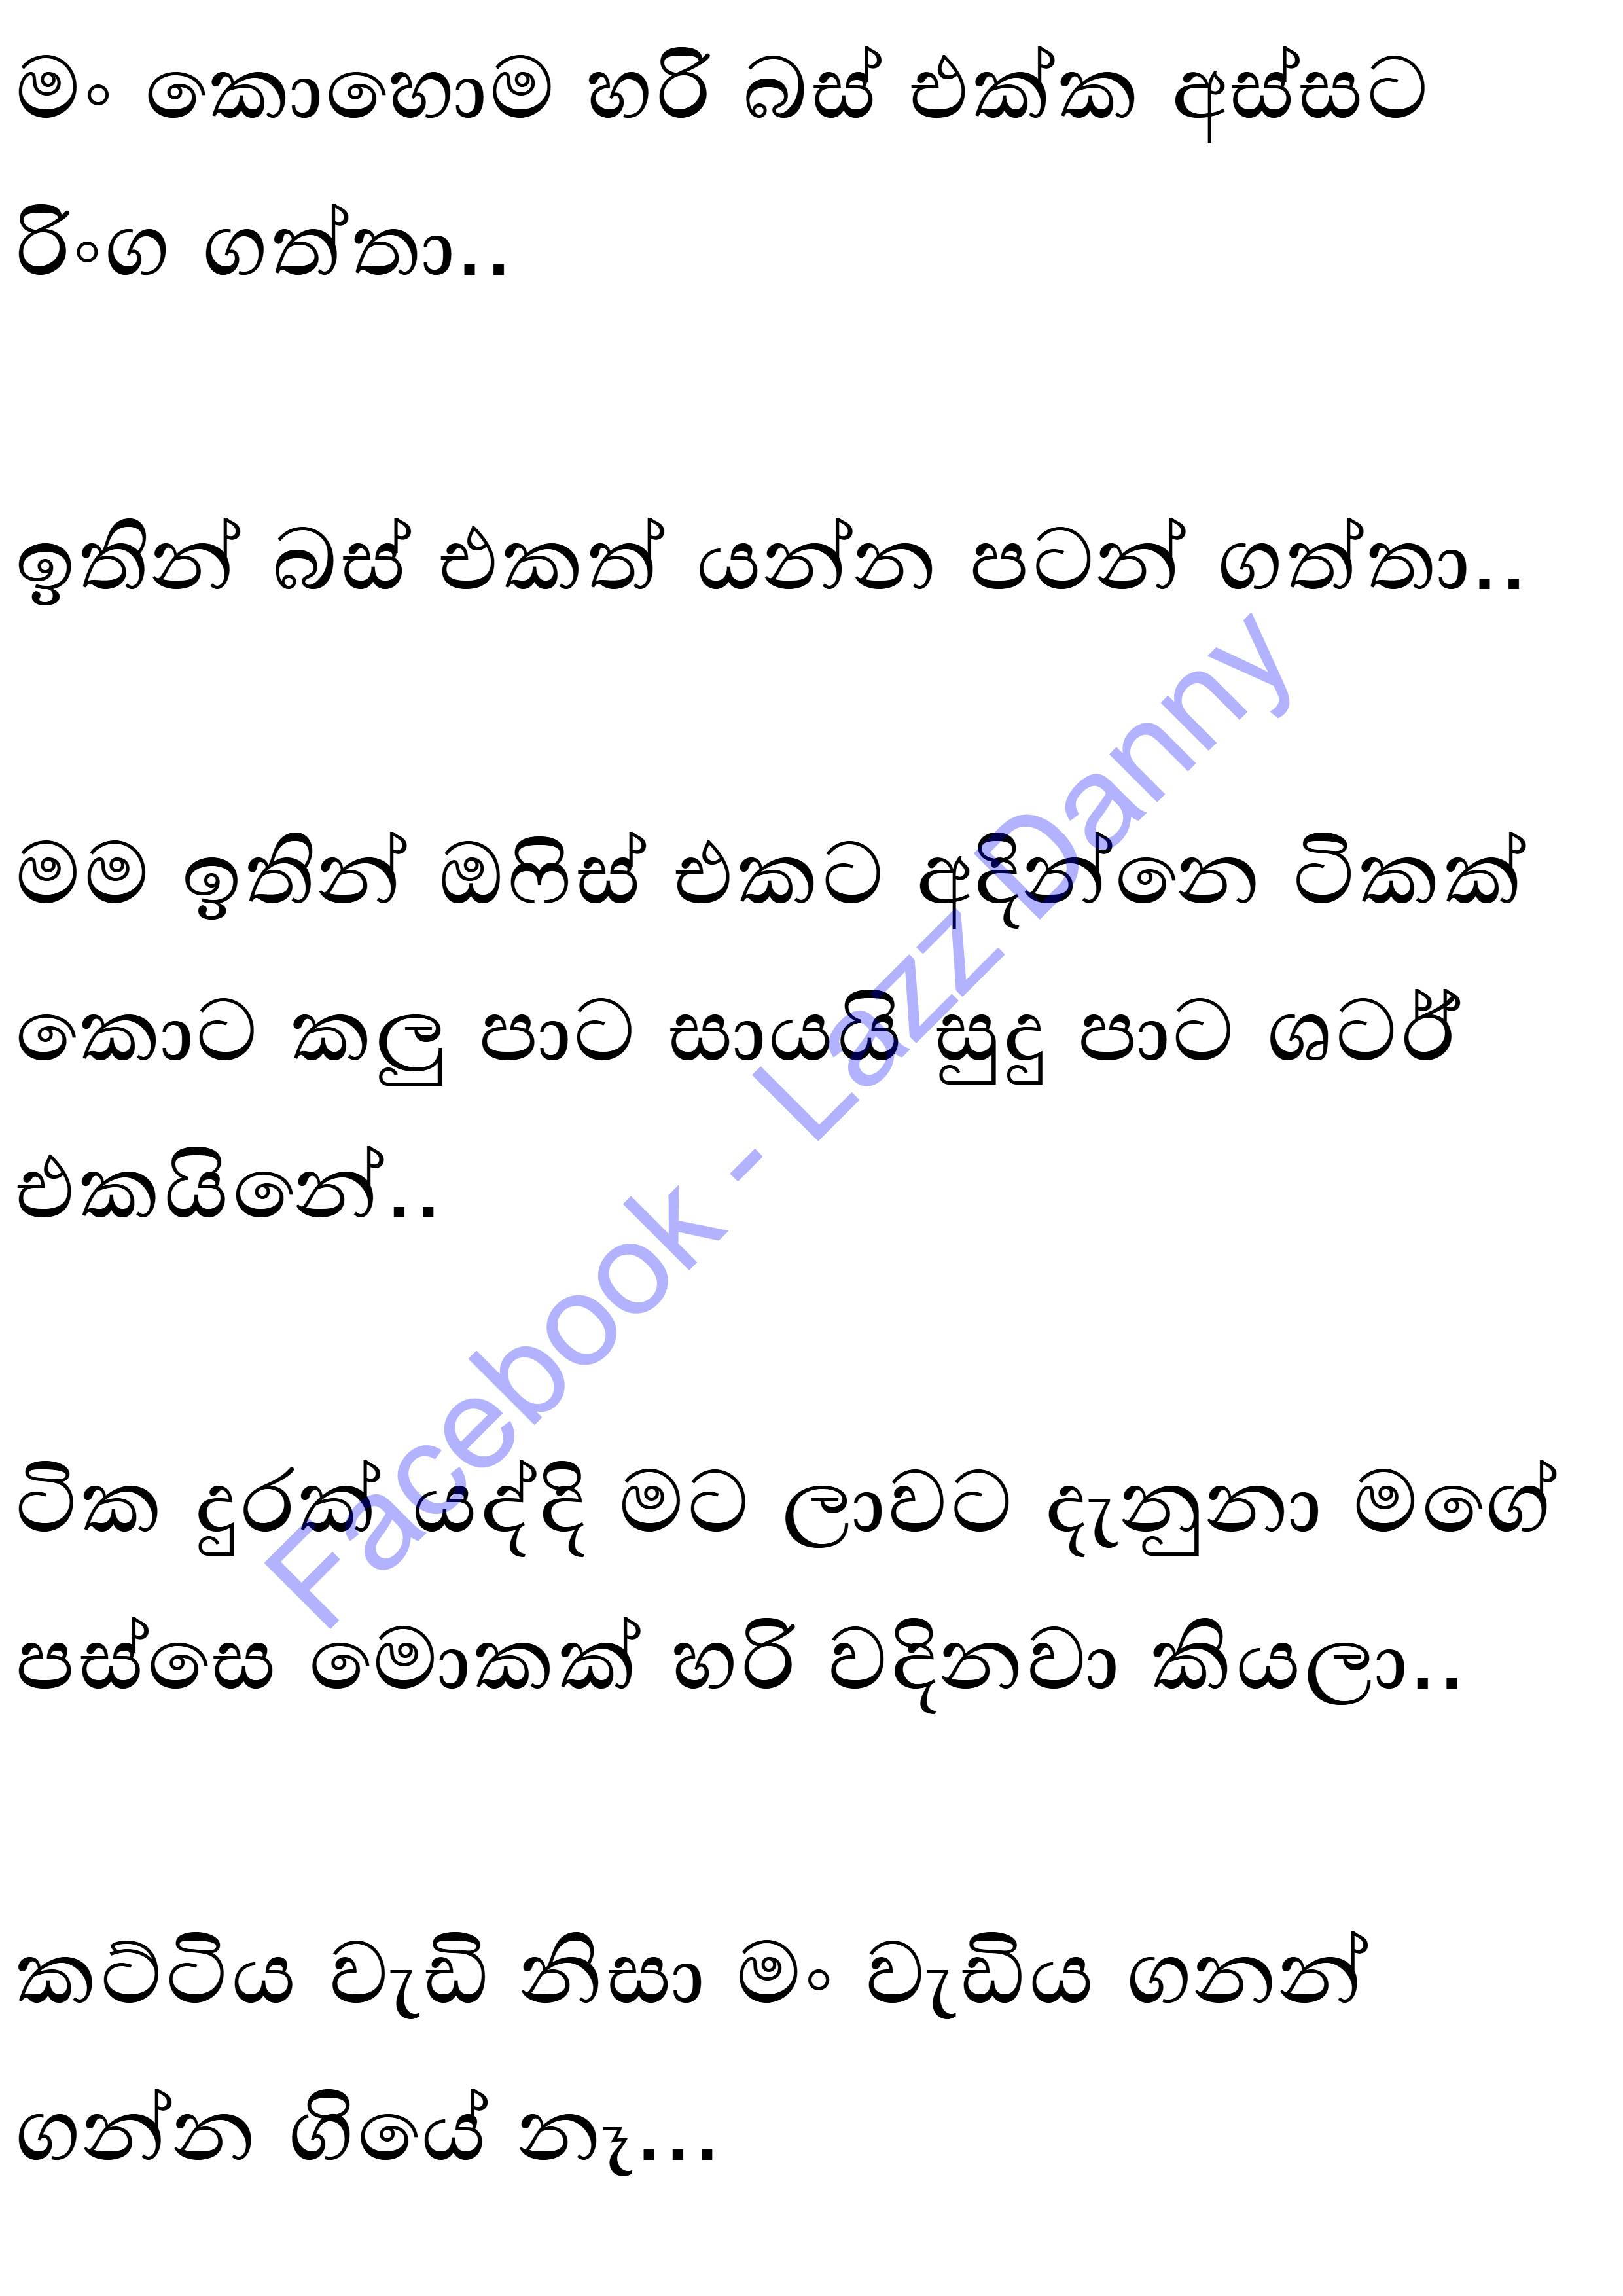 මං කොහොම හරි බස් එක්ක අස්සට
රිංග ගත්තා..
ඉතින් බස් එකත් යන්න පටන් ගත්තා..
මම ඉතින් ඔෆිස් එකට අදින්නෙ ටිකක්
කොට කලු පාට සායයි සුදු පාට ශටර්ට්
එකයිනේ..
ටික දුරක් යද්දි මට ලාවට දැනුනා මගේ
පස්සෙ මොකක් හරි වදිනවා කියලා..
කට්ටිය වැඩි නිසා මං වැඩිය ගනන්
ගන්න ගියේ නෑ...
Facebook - Lazz Danny